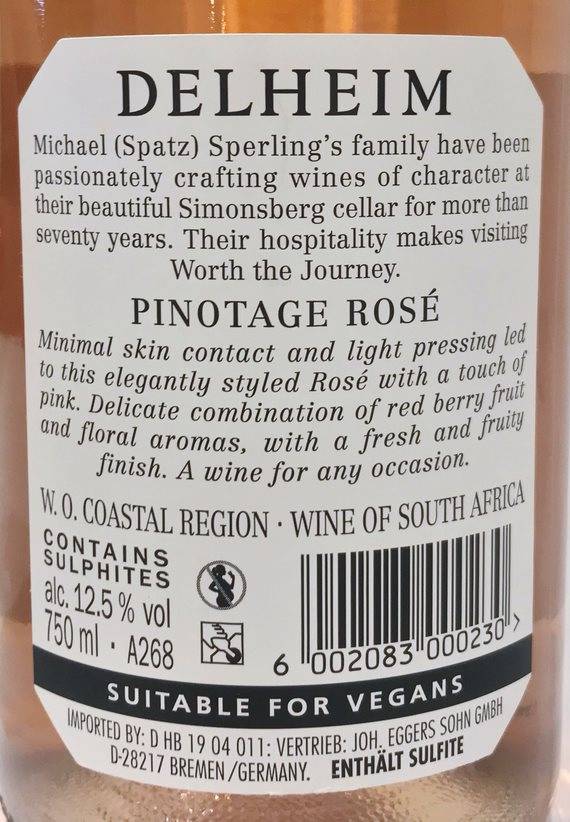 DELHEIM
Michael (Spatz) Sperling's family have been
passionately crafting wines of character at
their beautiful Simonsberg cellar for more than
seventy years. Their hospitality makes visiting
Worth the Journey.
PINOTAGE ROSÉ
Minimal skin contact and light pressing led
to this elegantly styled Rosé with a touch of
pink. Delicate combination of red berry fruit
and floral aromas, with a fresh and fruity
finish. A wine for any occasion.
W.O. COASTAL REGION · WINE OF SOUTH AFRICA
CONTAINS
SULPHITES
alc. 12.5 % vol
750 ml · A268
6 002083 000230 >
SUITABLE FOR VEGANS
IMPORTED BY: D HB 19 04 011: VERTRIEB: JOH. EGGERS SOHN GMBH
D-28217 BREMEN/GERMANY. ENTHÄLT SULFITE